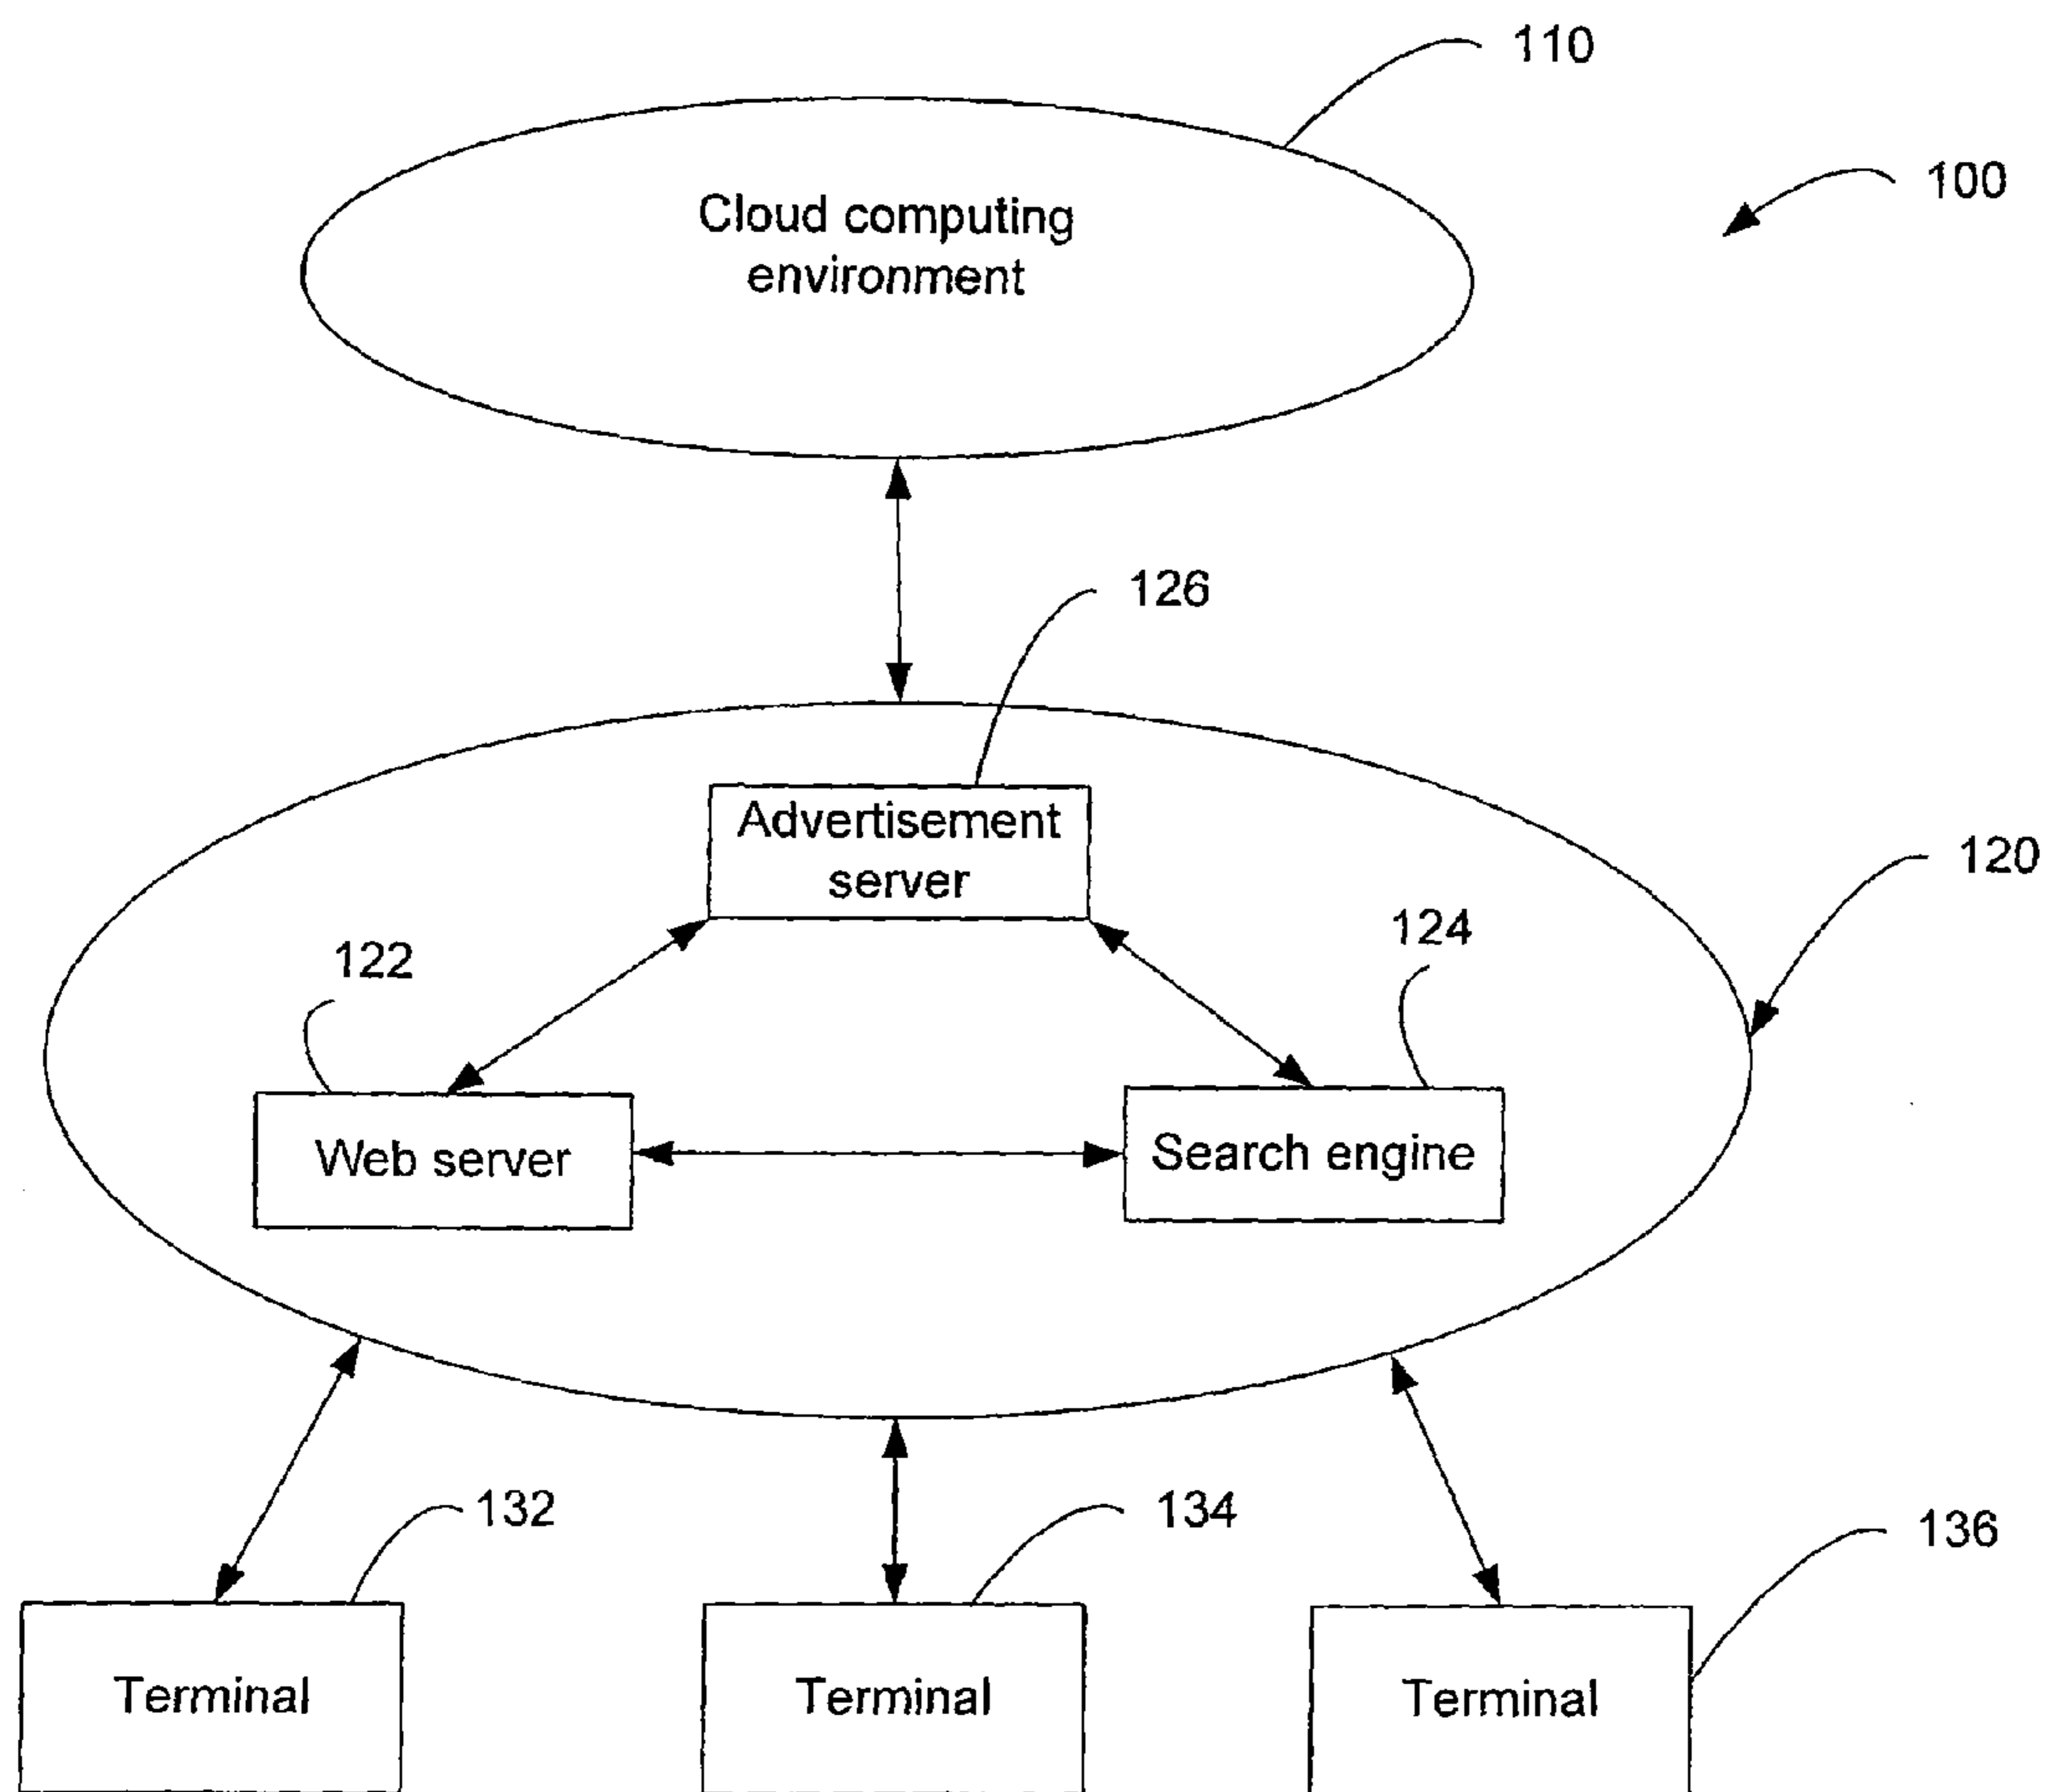 110
100
Cloud computing
environment
126
Advertisement
server
120
124
122
Web server
Search engine
132
134
136
Terminal
Terminal
Terminal